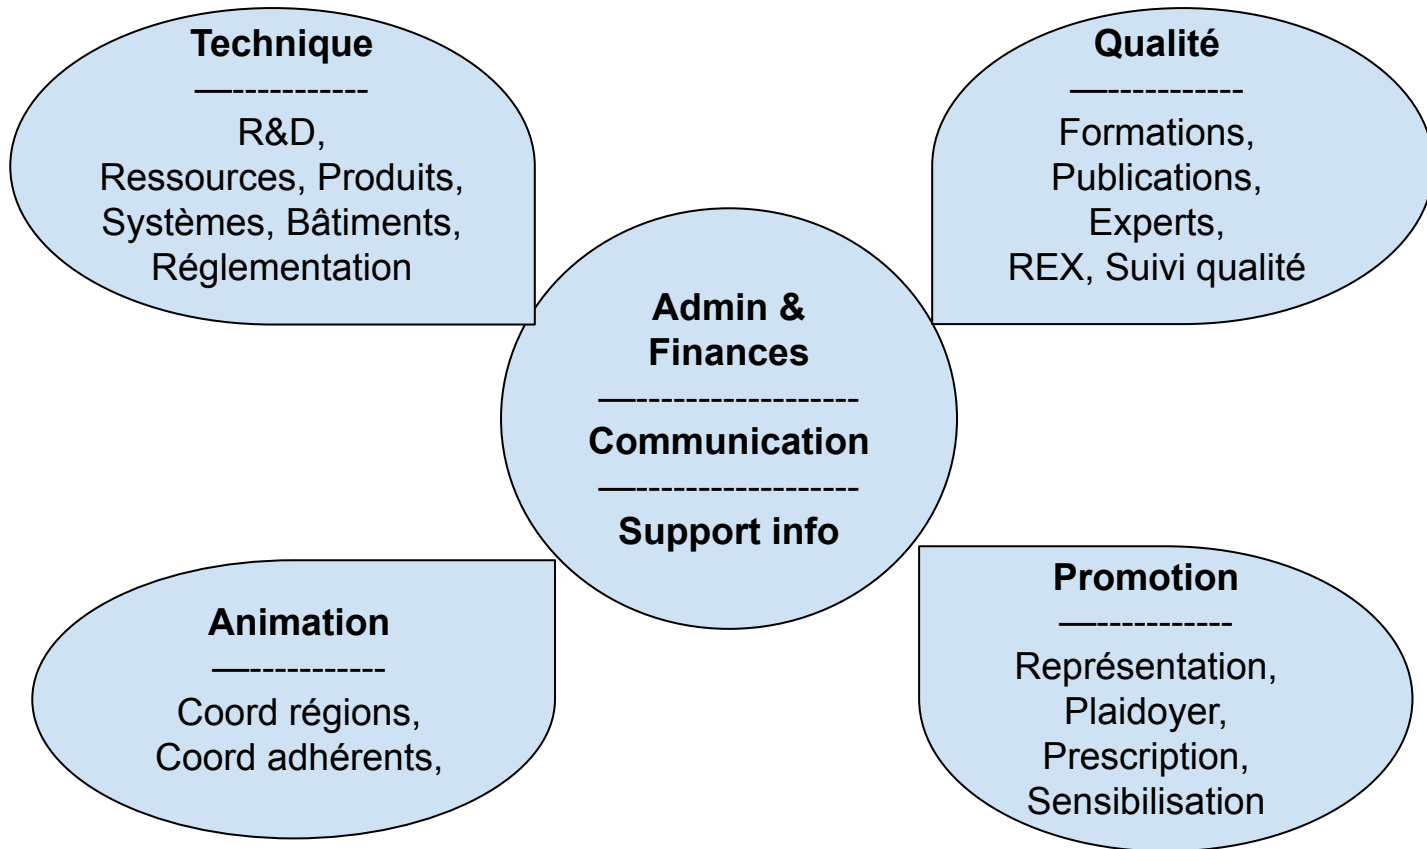 Technique
—-----------
R&D,
Ressources, Produits,
Systèmes, Bâtiments,
Réglementation
Qualité
—-----------
Formations,
Publications,
Experts,
REX, Suivi qualité
Admin &
Finances
—------------------
Communication
—------------------
Support info
Animation
—-----------
Coord régions,
Coord adhérents,
Promotion
—-----------
Représentation,
Plaidoyer,
Prescription,
Sensibilisation